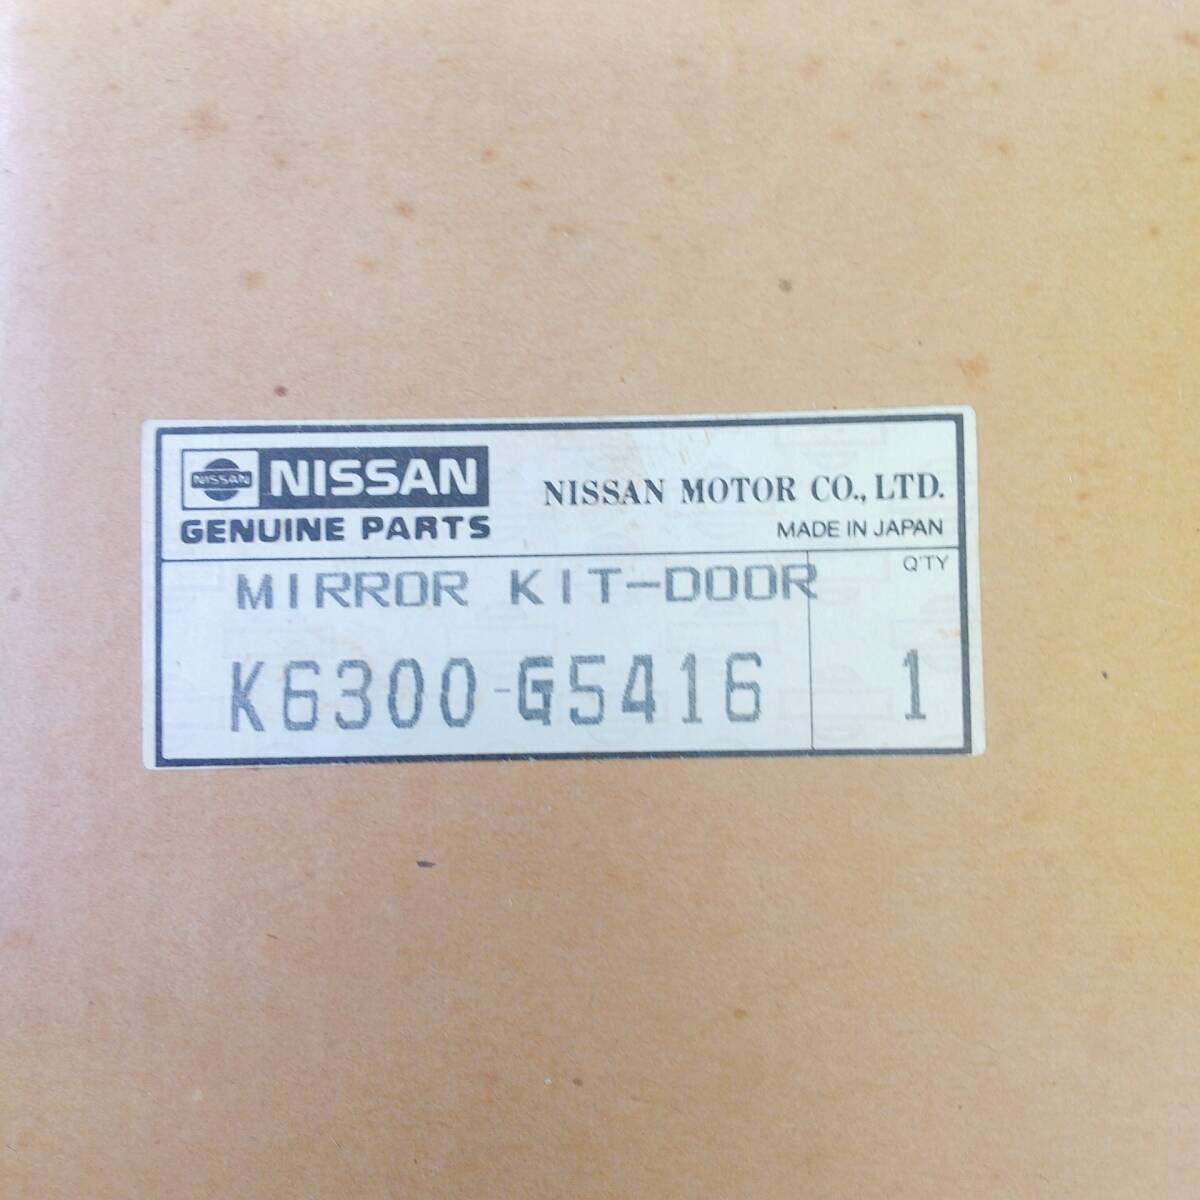 NISSAN NISSAN
GENUINE PARTS
NISSAN MOTOR CO., LTD.
MADE IN JAPAN
MIRROR KIT-DOOR
Q'TY
K6300-G5416
1